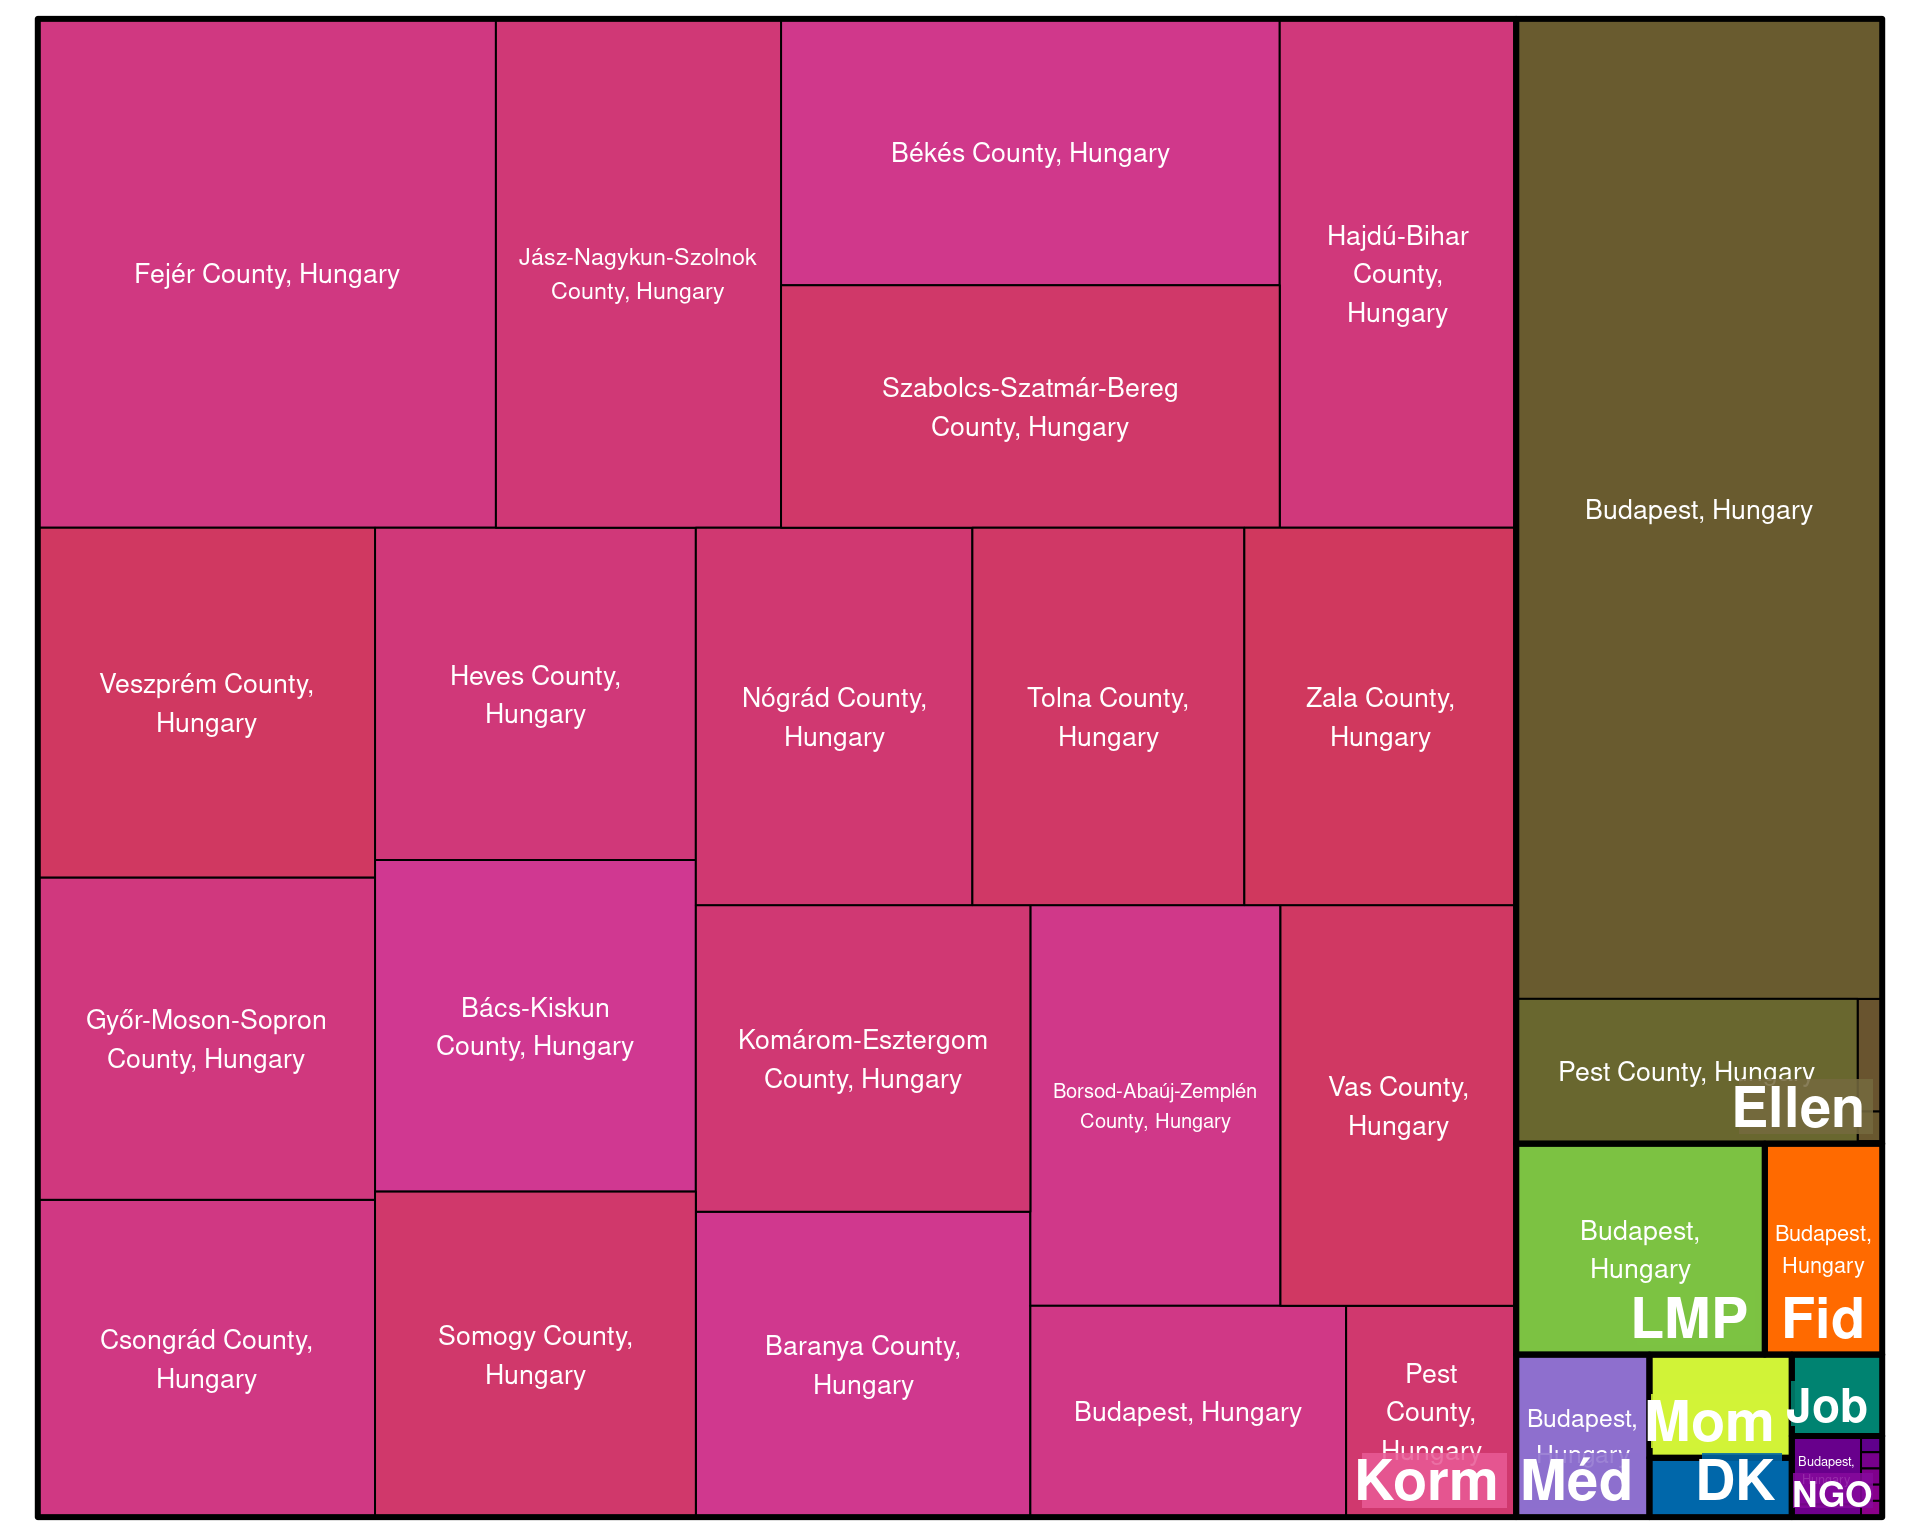 Fejér County, Hungary
Jász-Nagykun-Szolnok
County, Hungary
Békés County, Hungary
Szabolcs-Szatmár-Bereg
County, Hungary
Hajdú-Bihar
County,
Hungary
Budapest, Hungary
Veszprém County,
Hungary
Heves County,
Hungary
Nógrád County,
Hungary
Tolna County,
Hungary
Zala County,
Hungary
Győr-Moson-Sopron
County, Hungary
Bács-Kiskun
County, Hungary
Komárom-Esztergom
County, Hungary
Borsod-Abaúj-Zemplén
County, Hungary
Vas County,
Hungary
Pest County, Hungary
Ellen
Csongrád County,
Hungary
Somogy County,
Hungary
Baranya County,
Hungary
Budapest, Hungary
Pest
County,
Hungary
Korm
Budapest,
Hungary
LMP
Budapest,
Hungary
Fid
Budapest,
Hungary
Méd
Mom
DK
Job
Budapest,
Hungary
NGO